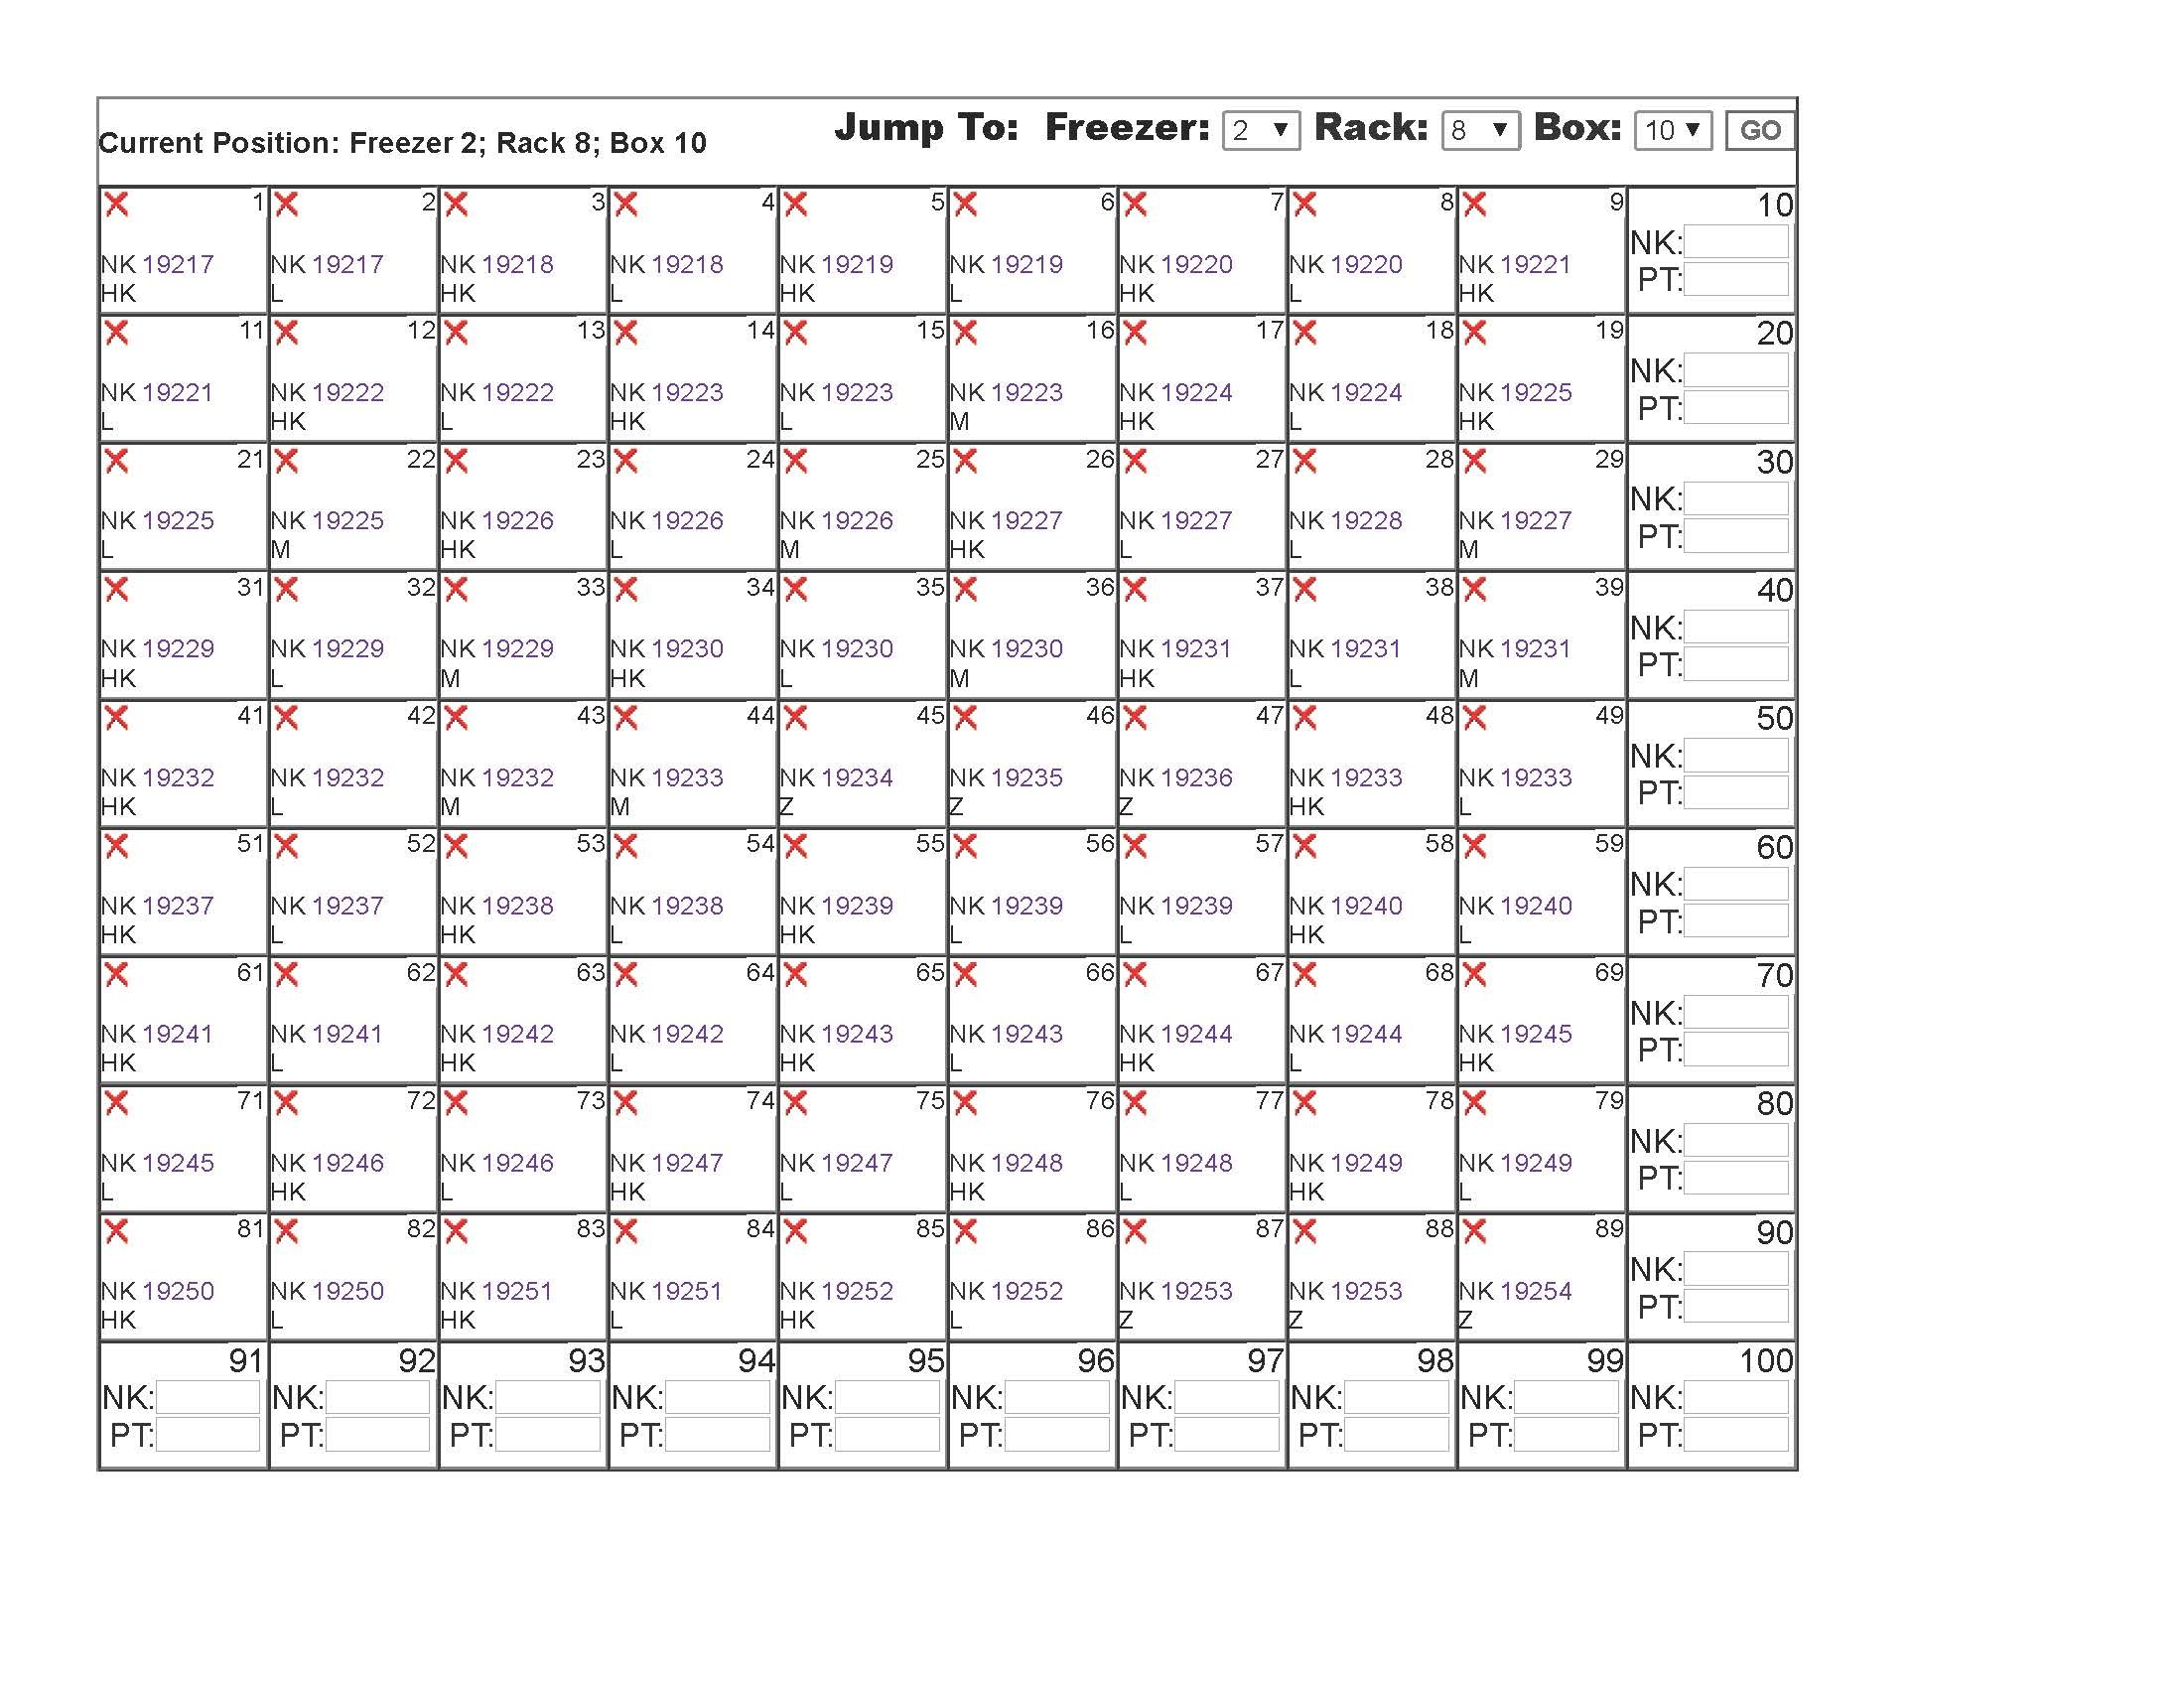 Current Position: Freezer 2; Rack 8; Box 10 Jump To: Freezer: 2 ▼ Rack: 8 ▼ Box: 10 ▼ GO
1 2 3 4 5 6 7 8 9 10
NK:
NK 19217 NK 19217 NK 19218 NK 19218 NK 19219 NK 19219 NK 19220 NK 19220 NK 19221
HK L HK L HK L HK L HK PT:
11 12 13 14 15 16 17 18 19 20
NK:
NK 19221 NK 19222 NK 19222 NK 19223 NK 19223 NK 19223 NK 19224 NK 19224 NK 19225
L HK L HK L M HK L HK PT:
21 22 23 24 25 26 27 28 29 30
NK:
NK 19225 NK 19225 NK 19226 NK 19226 NK 19226 NK 19227 NK 19227 NK 19228 NK 19227
L M HK L M HK L L M PT:
31 32 33 34 35 36 37 38 39 40
NK:
NK 19229 NK 19229 NK 19229 NK 19230 NK 19230 NK 19230 NK 19231 NK 19231 NK 19231
HK L M HK L M HK L M PT:
41 42 43 44 45 46 47 48 49 50
NK:
NK 19232 NK 19232 NK 19232 NK 19233 NK 19234 NK 19235 NK 19236 NK 19233 NK 19233
HK L M M Z Z Z HK L PT:
51 52 53 54 55 56 57 58 59 60
NK:
NK 19237 NK 19237 NK 19238 NK 19238 NK 19239 NK 19239 NK 19239 NK 19240 NK 19240
HK L HK L HK L L HK L PT:
61 62 63 64 65 66 67 68 69 70
NK:
NK 19241 NK 19241 NK 19242 NK 19242 NK 19243 NK 19243 NK 19244 NK 19244 NK 19245
HK L HK L HK L HK L HK PT:
71 72 73 74 75 76 77 78 79 80
NK:
NK 19245 NK 19246 NK 19246 NK 19247 NK 19247 NK 19248 NK 19248 NK 19249 NK 19249
L HK L HK L HK L HK L PT:
81 82 83 84 85 86 87 88 89 90
NK:
NK 19250 NK 19250 NK 19251 NK 19251 NK 19252 NK 19252 NK 19253 NK 19253 NK 19254
HK L HK L HK L Z Z Z PT:
91 92 93 94 95 96 97 98 99 100
NK: NK: NK: NK: NK: NK: NK: NK: NK: NK:
PT: PT: PT: PT: PT: PT: PT: PT: PT: PT: